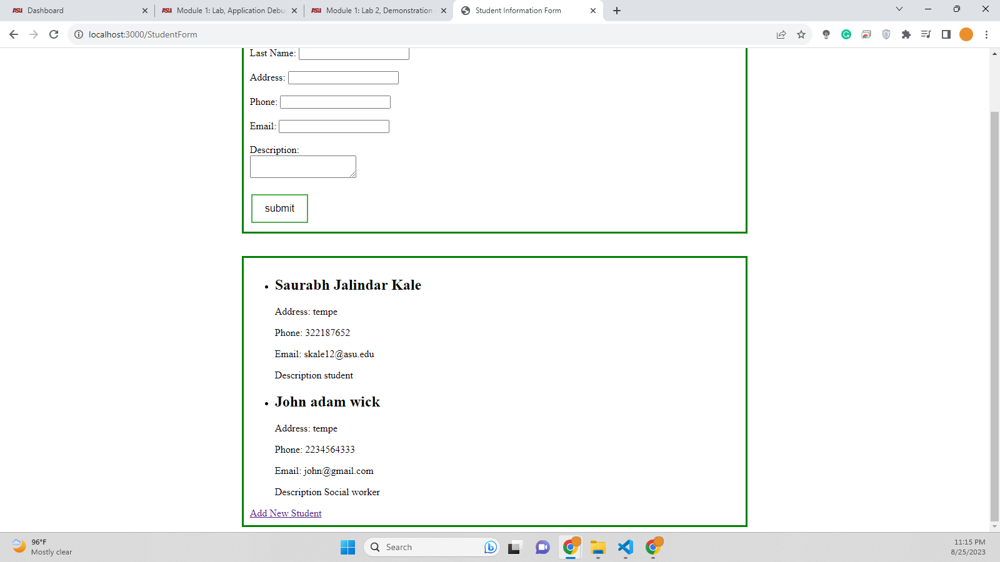 ASU Dashboard
ASU Module 1: Lab, Application Debu
ASU Module 1: Lab 2, Demonstration
Student Information Form
localhost:3000/StudentForm
Last Name:
Address:
Phone:
Email:
Description:
submit
Saurabh Jalindar Kale
Address: tempe
Phone: 322187652
Email: skale12@asu.edu
Description student
John adam wick
Address: tempe
Phone: 2234564333
Email: john@gmail.com
Description Social worker
Add New Student
96°F
Mostly clear
Search
11:15 PM
8/25/2023